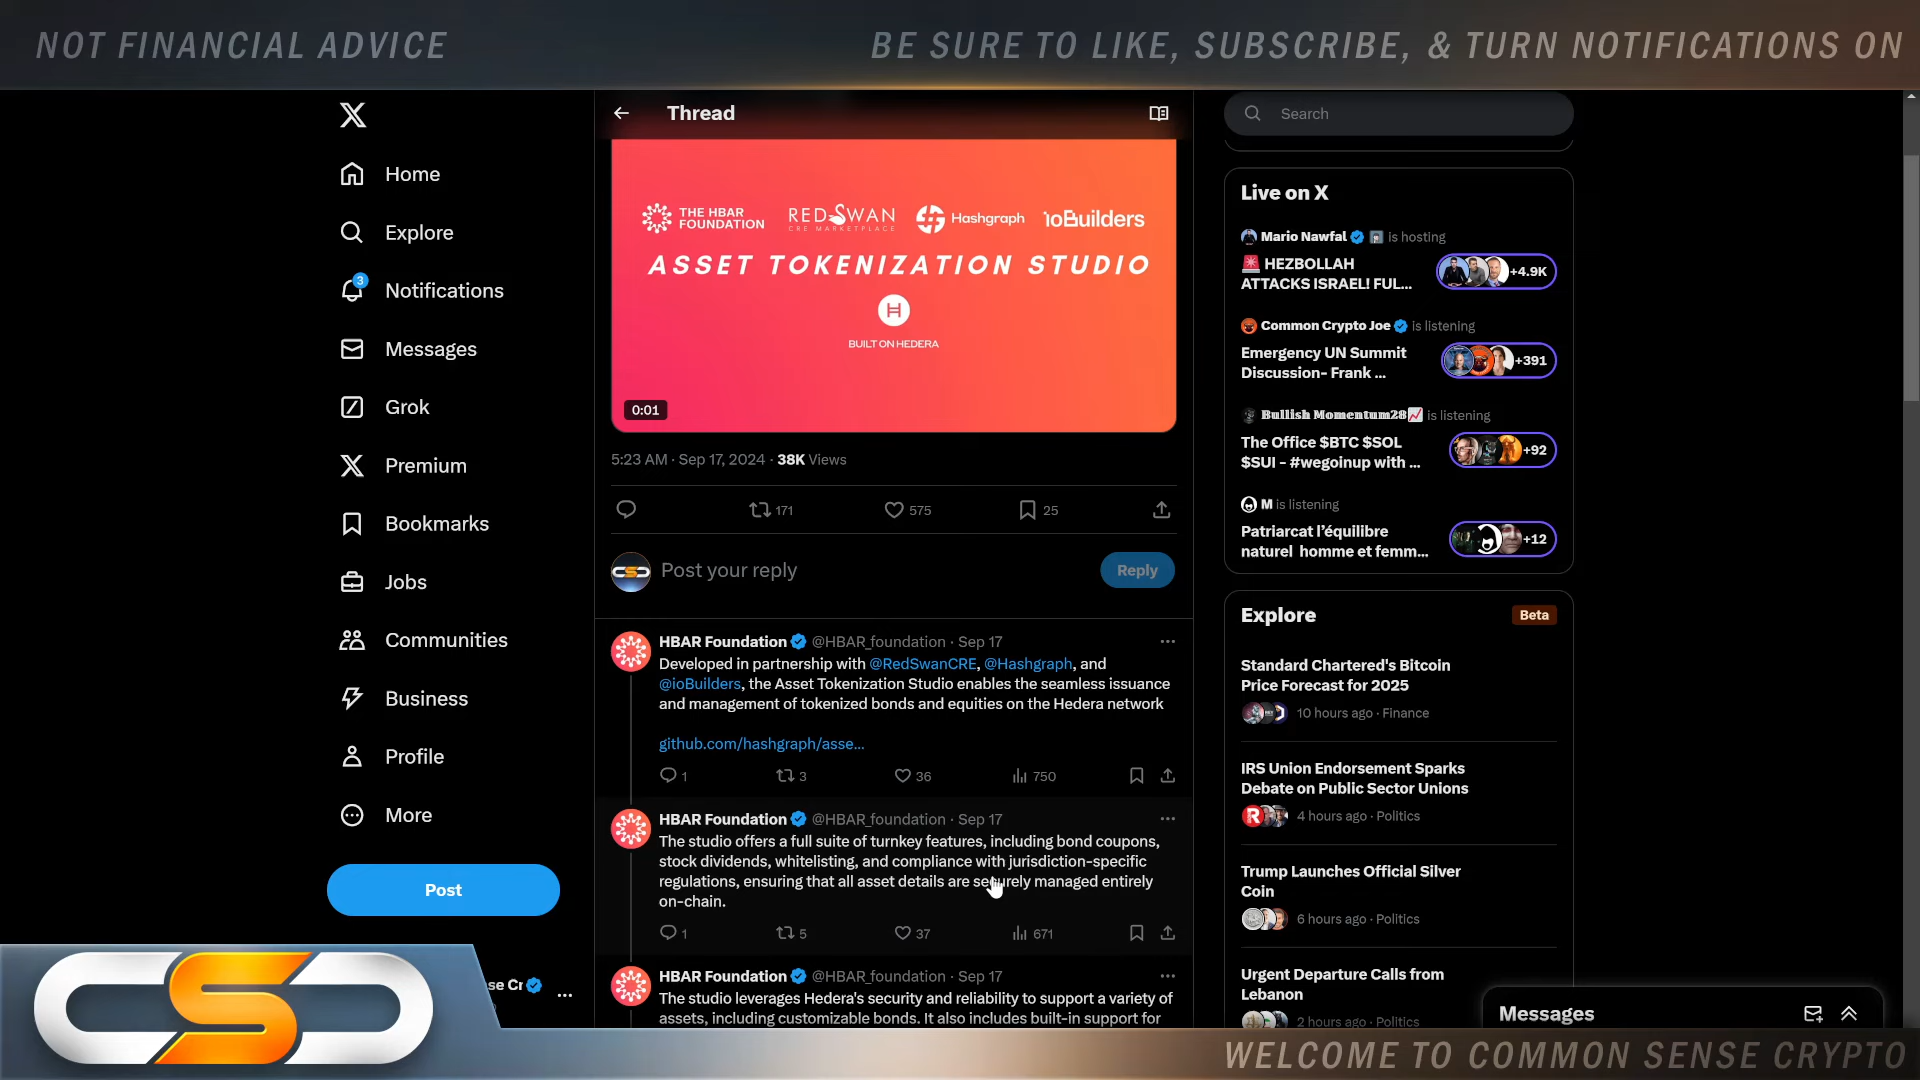 NOT FINANCIAL ADVICE
BE SURE TO LIKE, SUBSCRIBE, & TURN NOTIFICATIONS ON
Home
Explore
3
Notifications
Messages
Grok
Premium
Bookmarks
Jobs
Communities
Business
Profile
More
Post
se Cr
Thread
THE HBAR
FOUNDATION
REDSWAN
CRE MARKETPLACE
Hashgraph
ioBuilders
ASSET TOKENIZATION STUDIO
H
BUILT ON HEDERA
0:01
5:23 AM · Sep 17, 2024 · 38K Views
171
575
25
Post your reply
Reply
HBAR Foundation @HBAR_foundation · Sep 17
Developed in partnership with @RedSwanCRE, @Hashgraph, and
@ioBuilders, the Asset Tokenization Studio enables the seamless issuance
and management of tokenized bonds and equities on the Hedera network
github.com/hashgraph/asse...
1
3
36
750
HBAR Foundation @HBAR_foundation · Sep 17
The studio offers a full suite of turnkey features, including bond coupons,
stock dividends, whitelisting, and compliance with jurisdiction-specific
regulations, ensuring that all asset details are securely managed entirely
on-chain.
1
5
37
671
HBAR Foundation @HBAR_foundation · Sep 17
The studio leverages Hedera's security and reliability to support a variety of
assets, including customizable bonds. It also includes built-in support for
Search
Live on X
Mario Nawfal is hosting
HEZBOLLAH
ATTACKS ISRAEL! FUL...
+4.9K
Common Crypto Joe is listening
Emergency UN Summit
Discussion- Frank ...
+391
Bullish Momentum28 is listening
The Office $BTC $SOL
$SUI - #wegoinup with ...
+92
M is listening
Patriarcat l'équilibre
naturel homme et femm...
+12
Explore
Beta
Standard Chartered's Bitcoin
Price Forecast for 2025
10 hours ago · Finance
IRS Union Endorsement Sparks
Debate on Public Sector Unions
4 hours ago · Politics
Trump Launches Official Silver
Coin
6 hours ago · Politics
Urgent Departure Calls from
Lebanon
2 hours ago · Politics
Messages
CSC
WELCOME TO COMMON SENSE CRYPTO